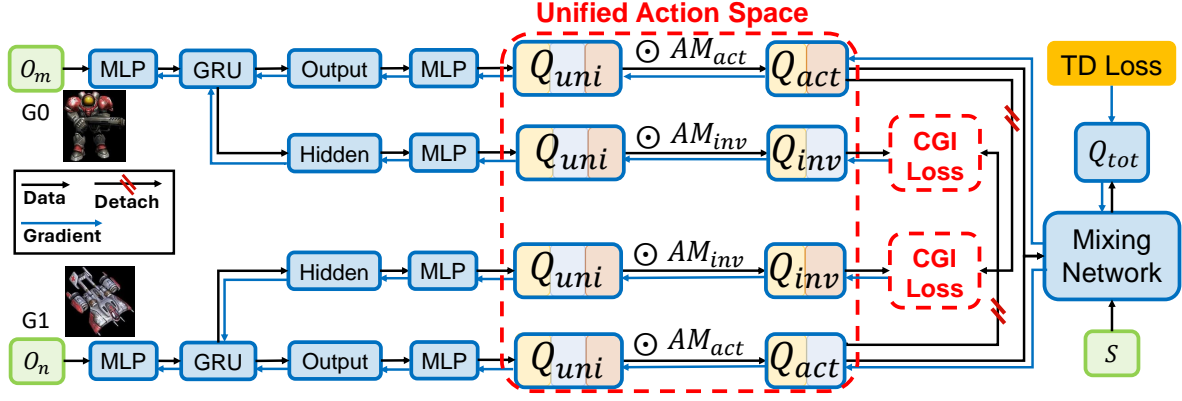 Unified Action Space
O_m MLP GRU Output MLP Q_uni ⊙ AM_act Q_act TD Loss
G0
Hidden MLP Q_uni ⊙ AM_inv Q_inv CGI Loss Q_tot
Data Detach
Gradient
Hidden MLP Q_uni ⊙ AM_inv Q_inv CGI Loss Mixing Network
G1
O_n MLP GRU Output MLP Q_uni ⊙ AM_act Q_act S